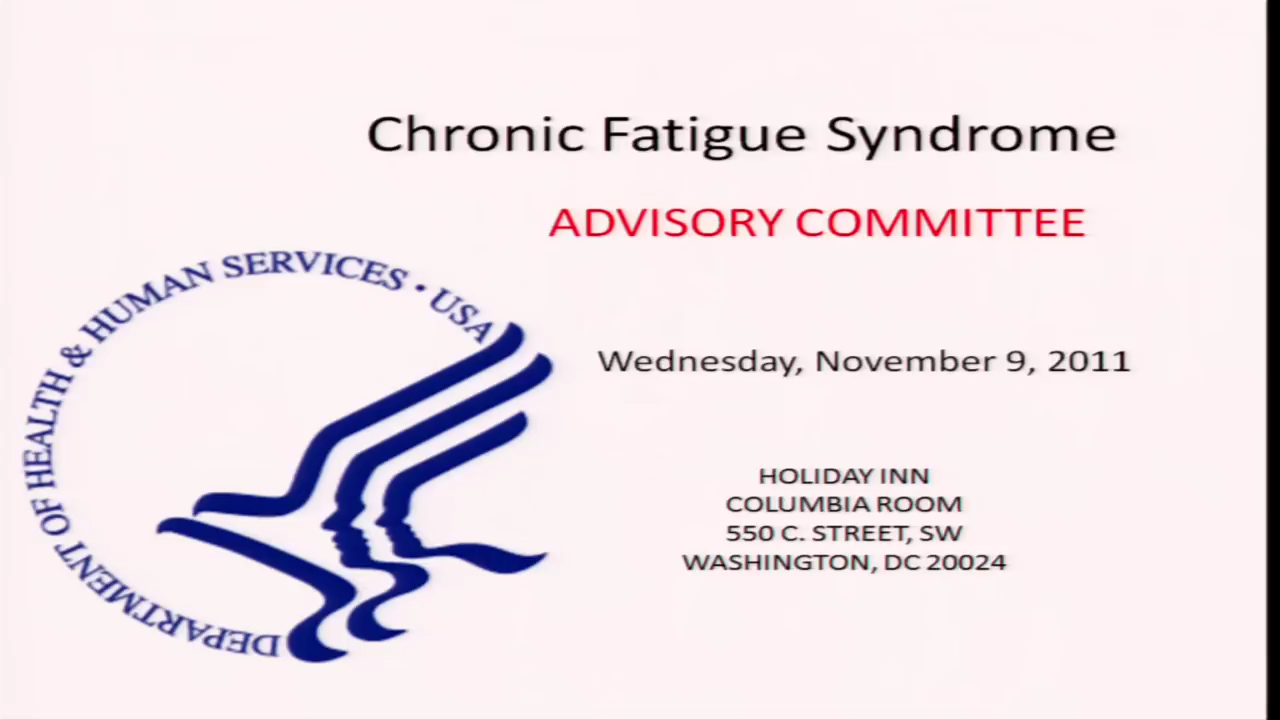 Chronic Fatigue Syndrome
ADVISORY COMMITTEE
DEPARTMENT OF HEALTH & HUMAN SERVICES • USA
Wednesday, November 9, 2011
HOLIDAY INN
COLUMBIA ROOM
550 C. STREET, SW
WASHINGTON, DC 20024